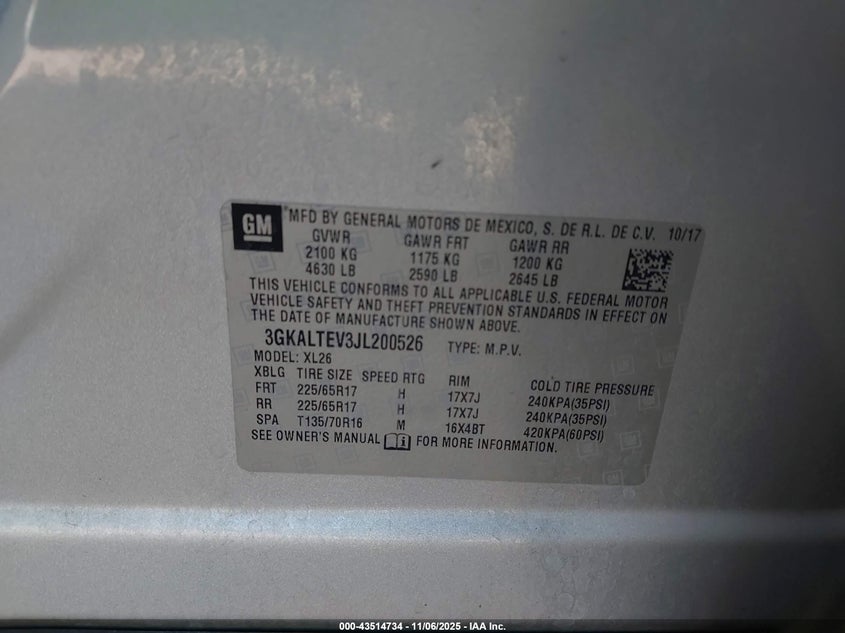 GM MFD BY GENERAL MOTORS DE MEXICO, S. DE R.L. DE C.V. 10/17
GVWR GAWR FRT GAWR RR
2100 KG 1175 KG 1200 KG
4630 LB 2590 LB 2645 LB
THIS VEHICLE CONFORMS TO ALL APPLICABLE U.S. FEDERAL MOTOR
VEHICLE SAFETY AND THEFT PREVENTION STANDARDS IN EFFECT ON
THE DATE OF MANUFACTURE SHOWN ABOVE.
3GKALTEV3JL200526 TYPE: M.P.V.
MODEL: XL26
XBLG TIRE SIZE SPEED RTG RIM COLD TIRE PRESSURE
FRT 225/65R17 H 17X7J 240KPA(35PSI)
RR 225/65R17 H 17X7J 240KPA(35PSI)
SPA T135/70R16 M 16X4BT 420KPA(60PSI)
SEE OWNER'S MANUAL FOR MORE INFORMATION.
000-43514734 - 11/06/2025 - IAA Inc.